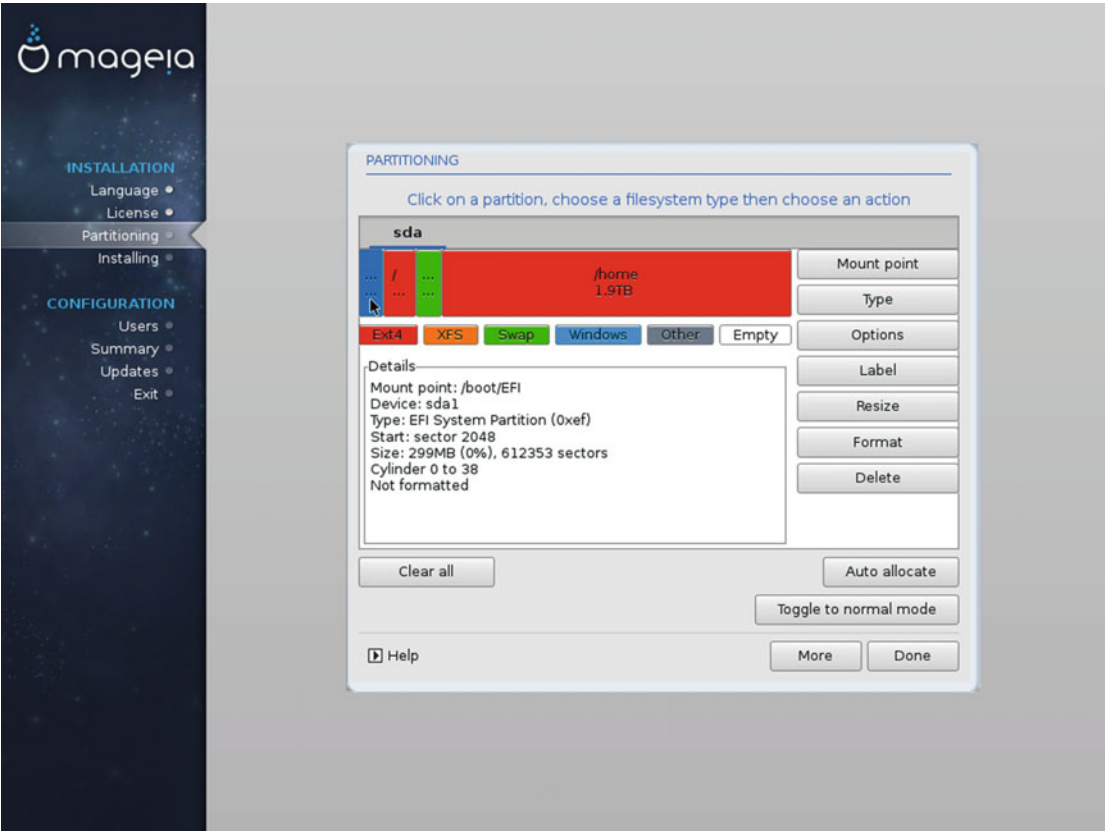 mageia
INSTALLATION
Language
License
Partitioning
Installing
CONFIGURATION
Users
Summary
Updates
Exit
PARTITIONING
Click on a partition, choose a filesystem type then choose an action
sda
... / ... /home
... ... ... 1.9TB
Ext4 XFS Swap Windows Other Empty
Details
Mount point: /boot/EFI
Device: sda1
Type: EFI System Partition (0xef)
Start: sector 2048
Size: 299MB (0%), 612353 sectors
Cylinder 0 to 38
Not formatted
Mount point
Type
Options
Label
Resize
Format
Delete
Clear all
Auto allocate
Toggle to normal mode
Help
More
Done